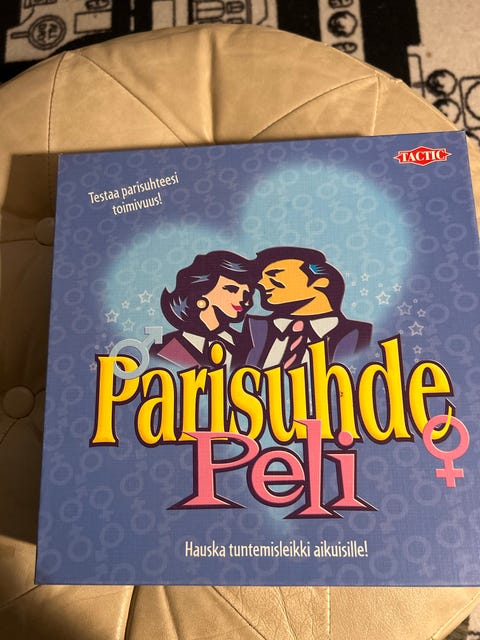 TACTIC
Testaa parisuhteesi
toimivuus!
Parisuhde
Peli
Hauska tuntemisleikki aikuisille!